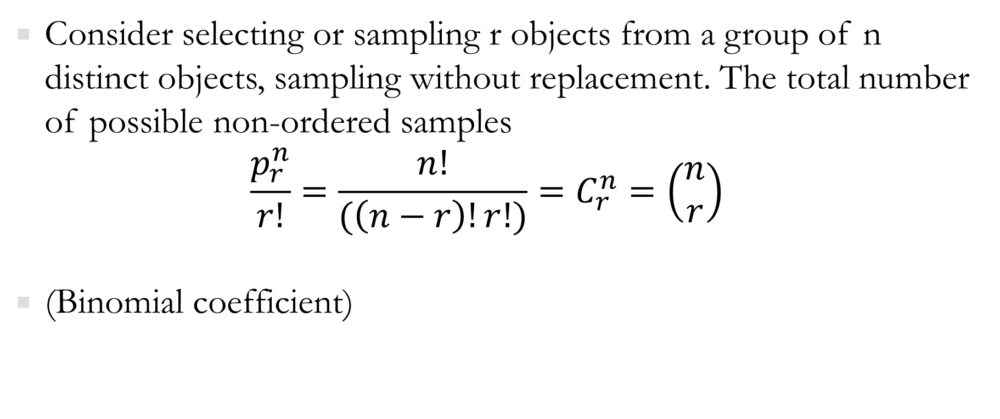 Consider selecting or sampling r objects from a group of n
distinct objects, sampling without replacement. The total number
of possible non-ordered samples
\frac{p_r^n}{r!} = \frac{n!}{((n-r)!\,r!)} = C_r^n = \binom{n}{r}
(Binomial coefficient)